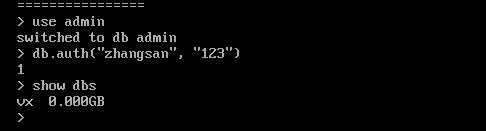 ================
> use admin
switched to db admin
> db.auth("zhangsan", "123")
1
> show dbs
vx  0.000GB
>